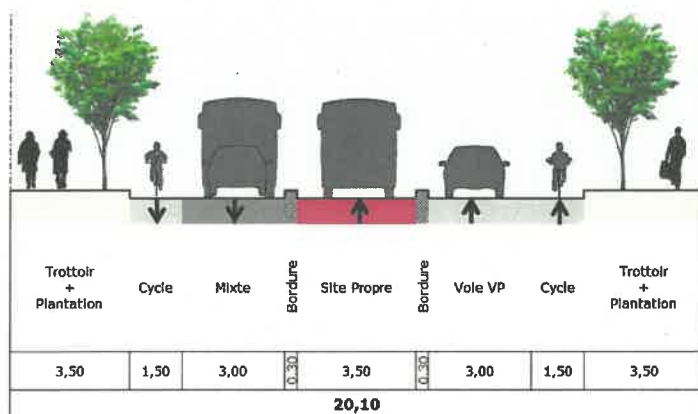 Trottoir
+
Plantation
Cycle
Mixte
Bordure
Site Propre
Bordure
Voie VP
Cycle
Trottoir
+
Plantation
3,50
1,50
3,00
0.30
3,50
0.30
3,00
1,50
3,50
20,10